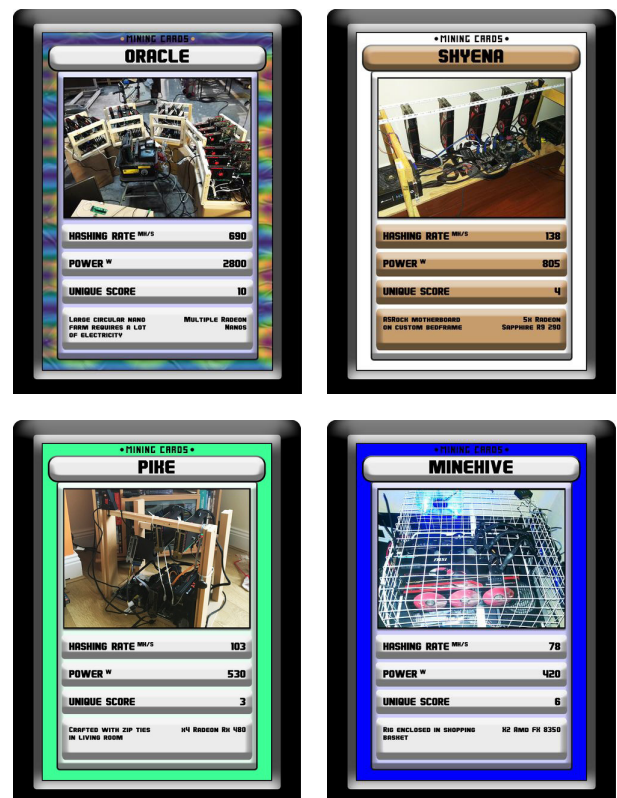 •MINING CARDS•
ORACLE
HASHING RATE MH/S 690
POWER W 2800
UNIQUE SCORE 10
LARGE CIRCULAR NANO
FARM REQUIRES A LOT
OF ELECTRICITY
MULTIPLE RADEON
NANOS
•MINING CARDS•
SHYENA
HASHING RATE MH/S 138
POWER W 805
UNIQUE SCORE 4
ASROCK MOTHERBOARD
ON CUSTOM BEDFRAME
5X RADEON
SAPPHIRE R9 290
•MINING CARDS•
PIKE
HASHING RATE MH/S 103
POWER W 530
UNIQUE SCORE 3
CRAFTED WITH ZIP TIES
IN LIVING ROOM
X4 RADEON RX 480
•MINING CARDS•
MINEHIVE
HASHING RATE MH/S 78
POWER W 420
UNIQUE SCORE 6
RIG ENCLOSED IN SHOPPING
BASKET
X2 AMD FX 8350